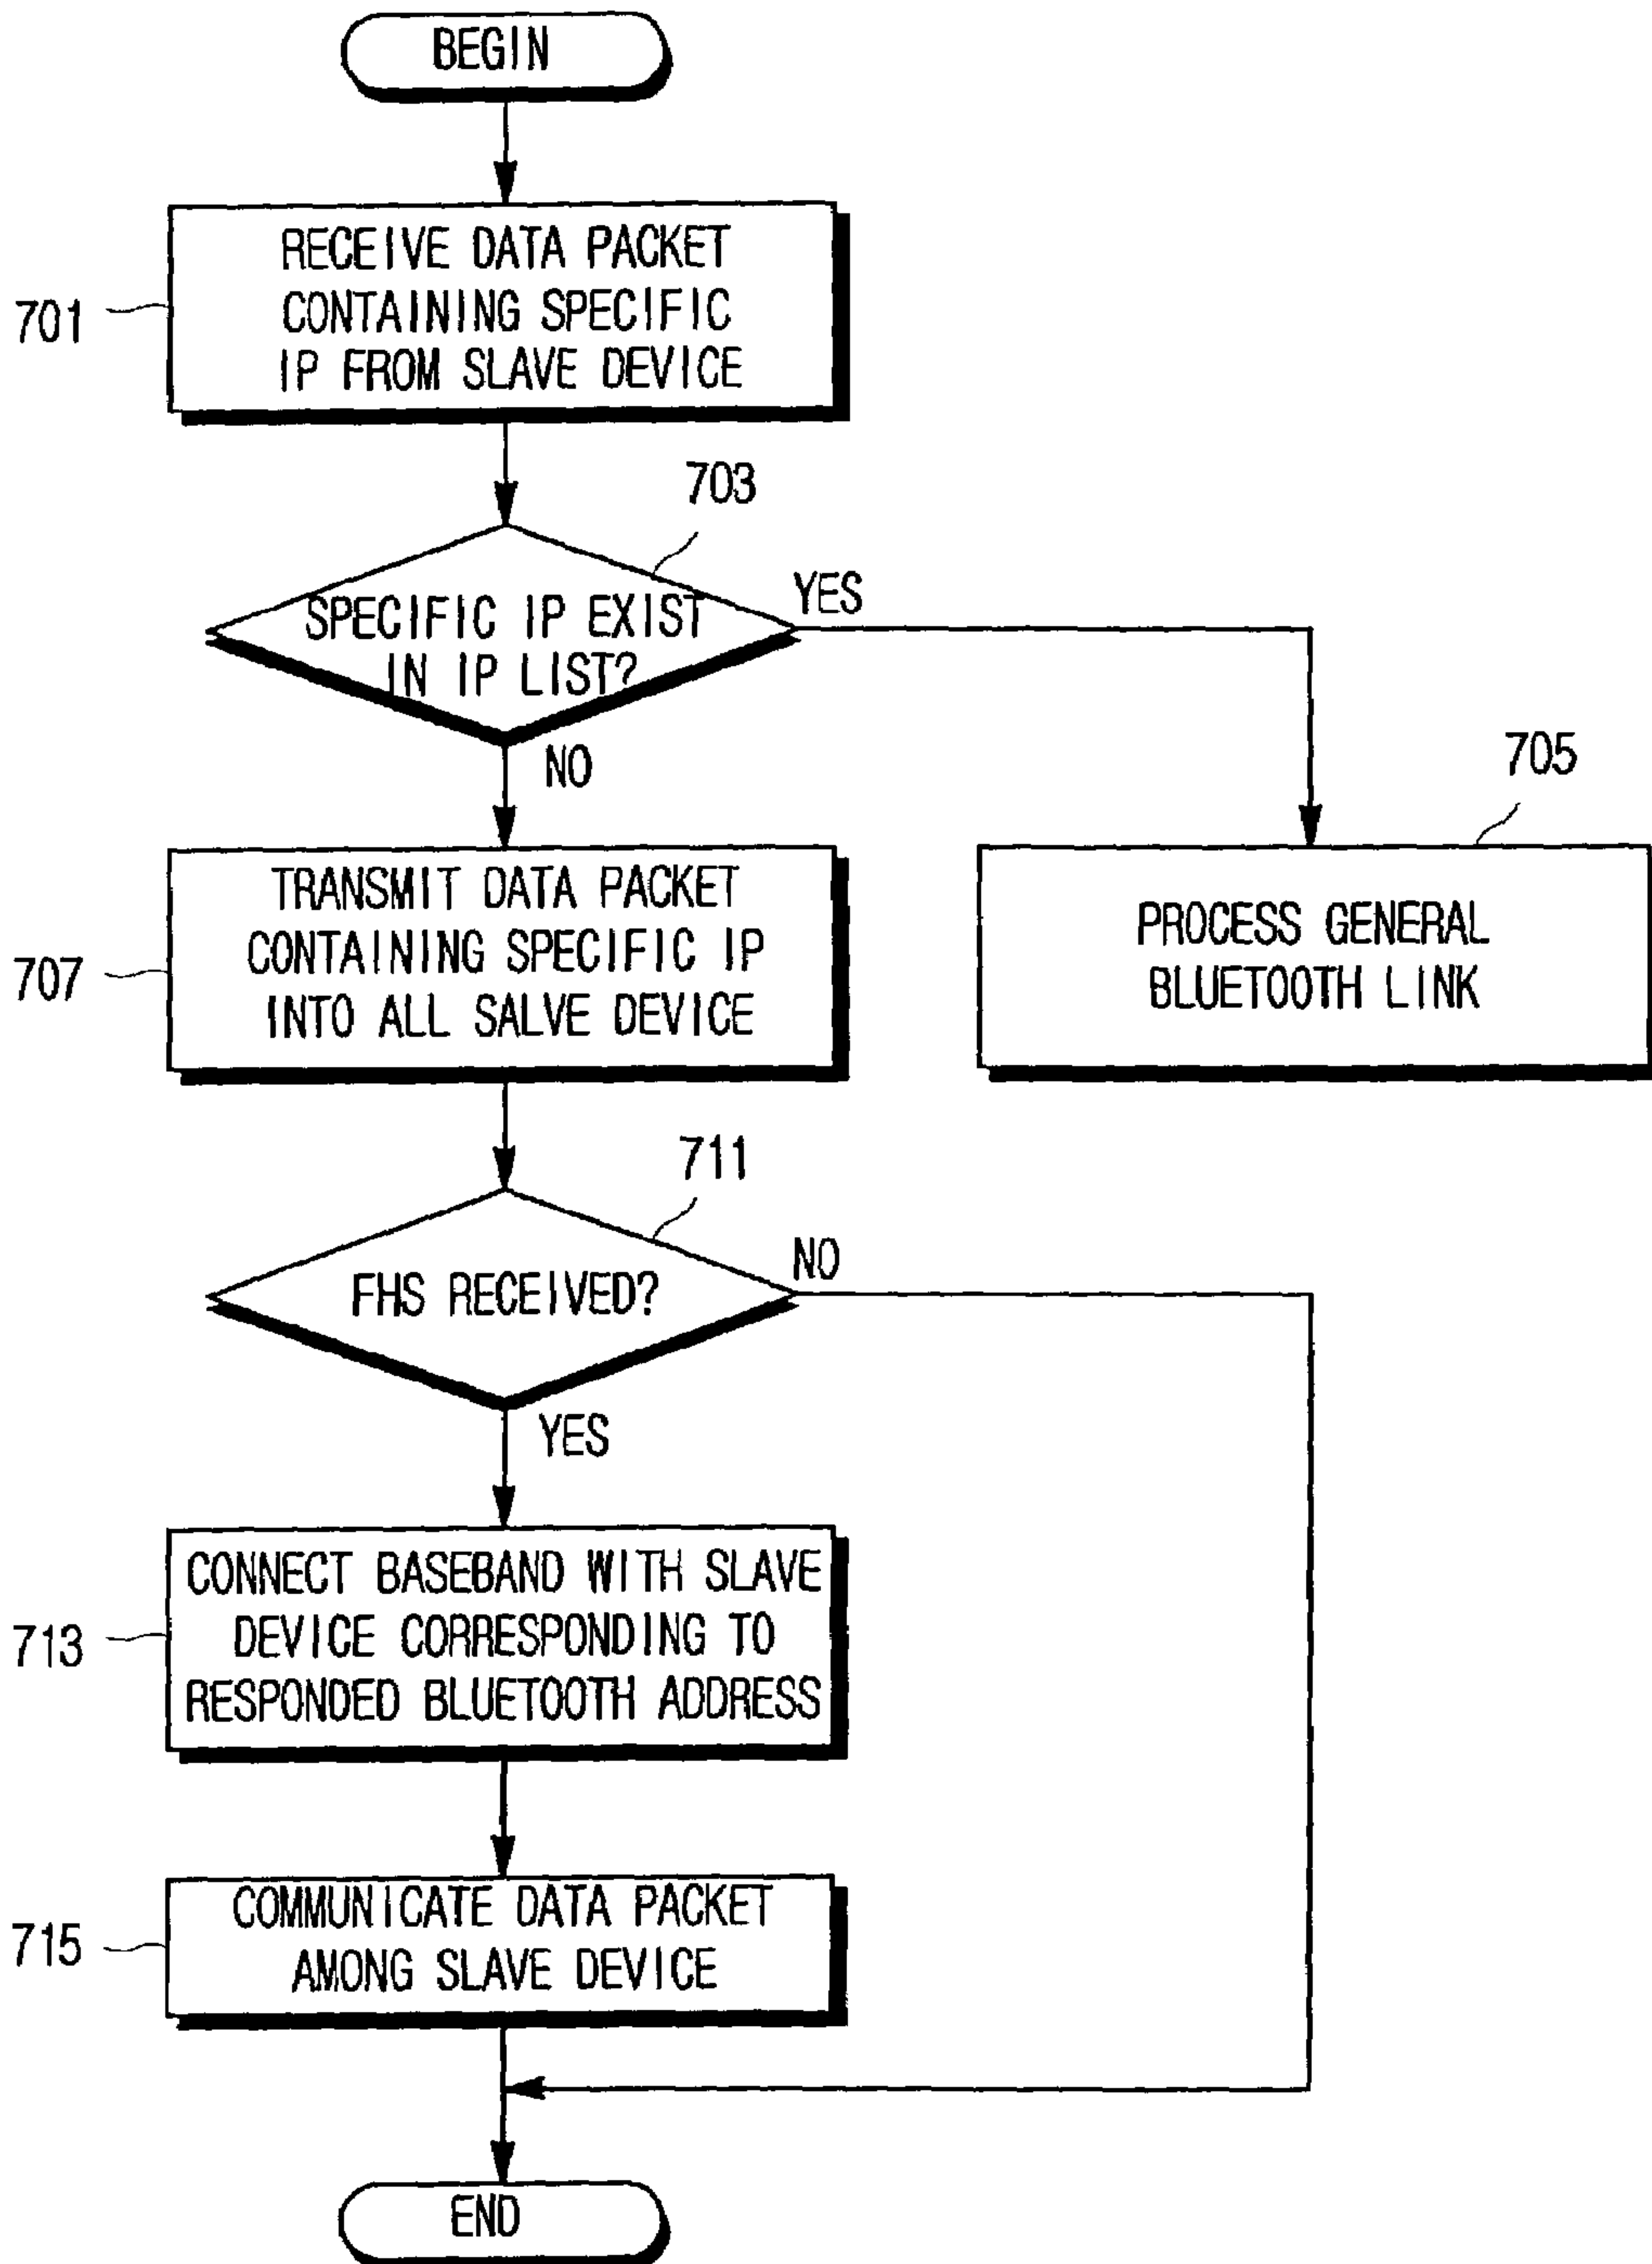 BEGIN
701
RECEIVE DATA PACKET
CONTAINING SPECIFIC
IP FROM SLAVE DEVICE
703
SPECIFIC IP EXIST
IN IP LIST?
YES
NO
705
PROCESS GENERAL
BLUETOOTH LINK
707
TRANSMIT DATA PACKET
CONTAINING SPECIFIC IP
INTO ALL SALVE DEVICE
711
FHS RECEIVED?
NO
YES
713
CONNECT BASEBAND WITH SLAVE
DEVICE CORRESPONDING TO
RESPONDED BLUETOOTH ADDRESS
715
COMMUNICATE DATA PACKET
AMONG SLAVE DEVICE
END